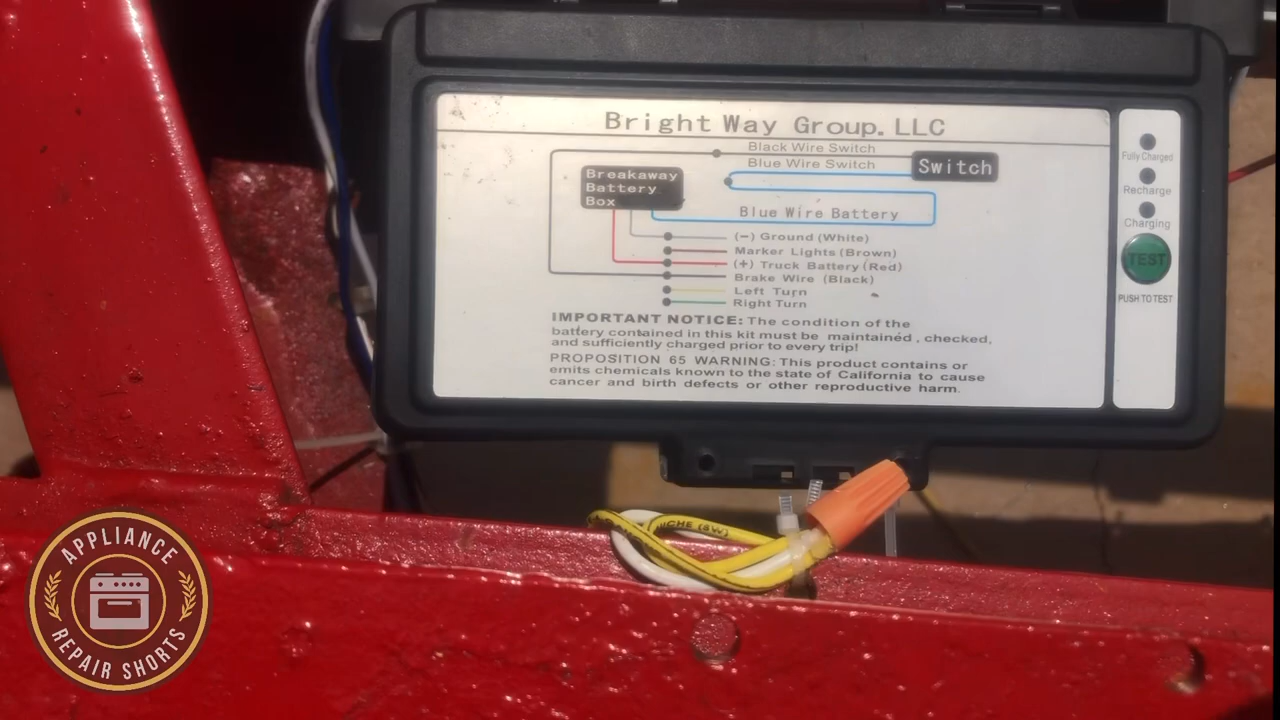 Bright Way Group. LLC
Black Wire Switch
Blue Wire Switch
Switch
Breakaway
Battery
Box
Blue Wire Battery
(-) Ground (White)
Marker Lights (Brown)
(+) Truck Battery (Red)
Brake Wire (Black)
Left Turn
Right Turn
IMPORTANT NOTICE: The condition of the
battery contained in this kit must be maintained , checked,
and sufficiently charged prior to every trip!
PROPOSITION 65 WARNING: This product contains or
emits chemicals known to the state of California to cause
cancer and birth defects or other reproductive harm.
Fully Charged
Recharge
Charging
TEST
PUSH TO TEST
APPLIANCE
REPAIR SHORTS